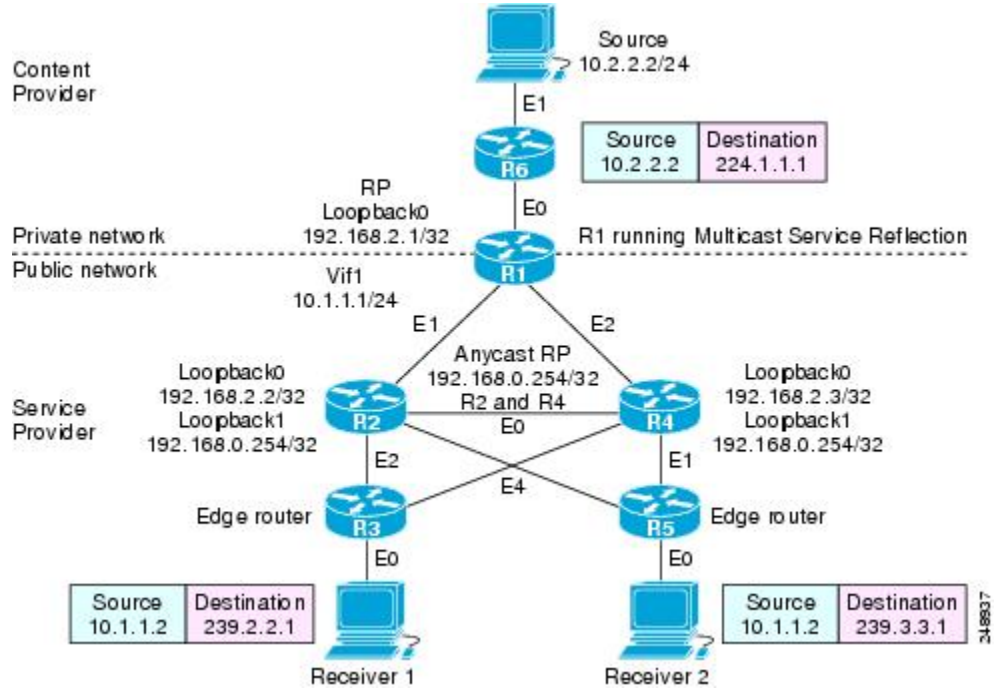 Source
10.2.2.2/24
Content
Provider
E1
Source
10.2.2.2
Destination
224.1.1.1
R6
RP
Loopback0
192.168.2.1/32
E0
Private network
R1 running Multicast Service Reflection
Public network
R1
Vif1
10.1.1.1/24
E1
E2
Anycast RP
192.168.0.254/32
R2 and R4
Loopback0
192.168.2.2/32
Loopback1
192.168.0.254/32
Loopback0
192.168.2.3/32
Loopback1
192.168.0.254/32
Service
Provider
R2
E0
R4
E2
E1
E4
Edge router
R3
R5
Edge router
E0
E0
Source
10.1.1.2
Destination
239.2.2.1
Source
10.1.1.2
Destination
239.3.3.1
Receiver 1
Receiver 2
248937